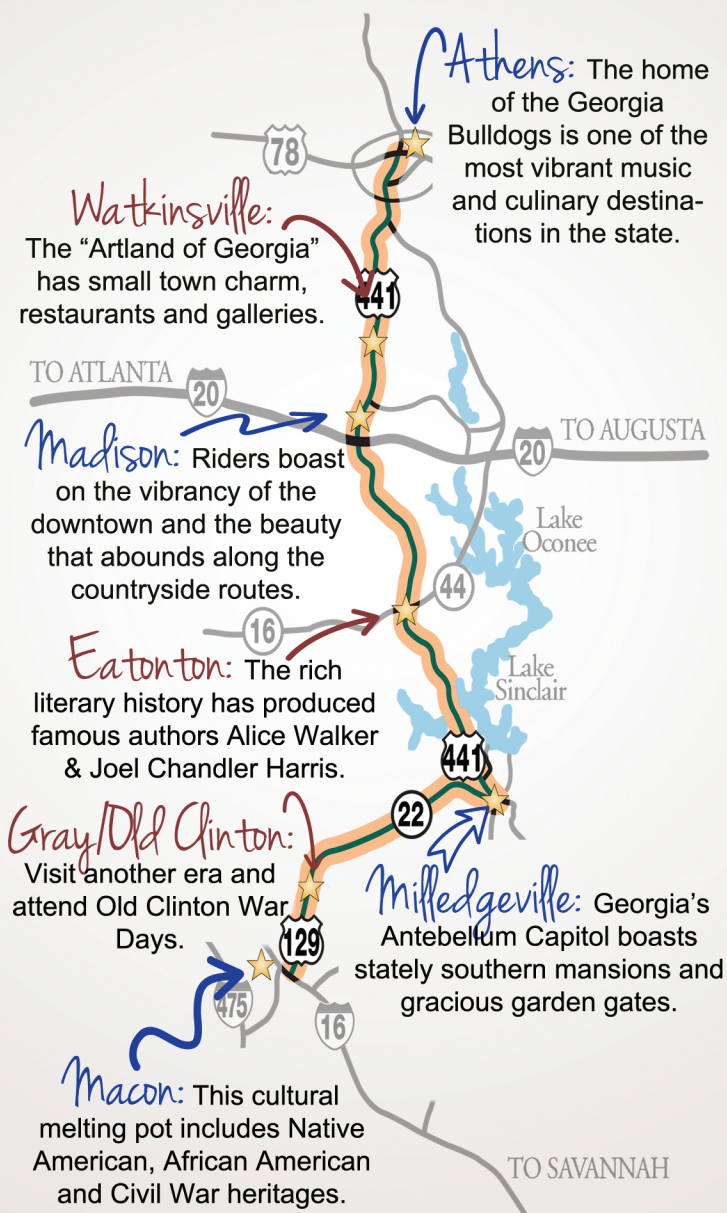 Athens: The home
of the Georgia
Bulldogs is one of the
most vibrant music
and culinary destina-
tions in the state.
78
Watkinsville:
The “Artland of Georgia”
has small town charm,
restaurants and galleries.
441
TO ATLANTA
20
TO AUGUSTA
20
Madison: Riders boast
on the vibrancy of the
downtown and the beauty
that abounds along the
countryside routes.
Lake
Oconee
44
16
Eatonton: The rich
literary history has produced
famous authors Alice Walker
& Joel Chandler Harris.
Lake
Sinclair
441
22
Gray/Old Clinton:
Visit another era and
attend Old Clinton War
Days.
129
Milledgeville: Georgia’s
Antebellum Capitol boasts
stately southern mansions and
gracious garden gates.
475
16
Macon: This cultural
melting pot includes Native
American, African American
and Civil War heritages.
TO SAVANNAH